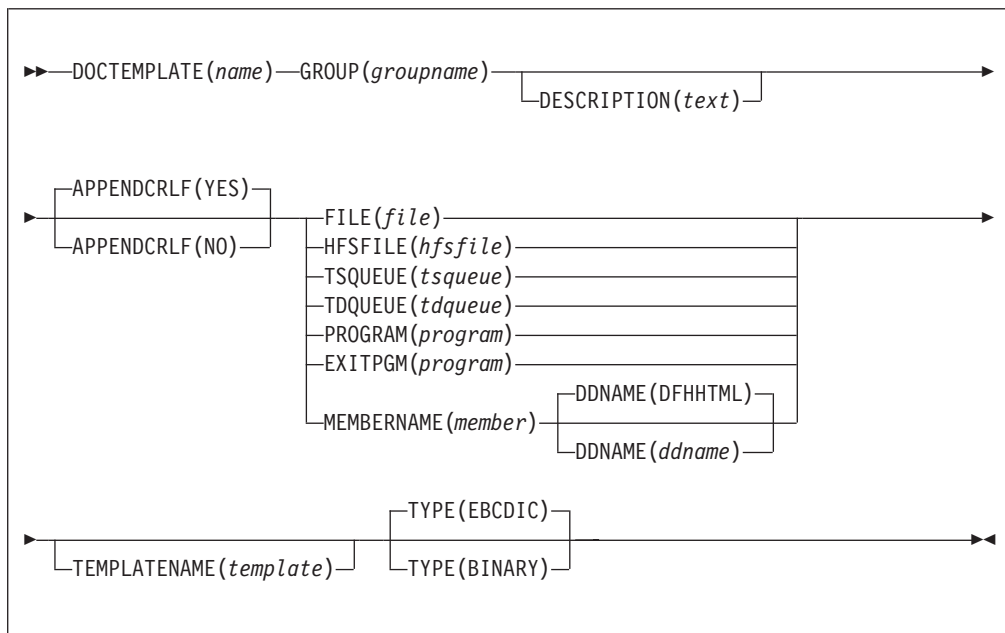 DOCTEMPLATE(name) GROUP(groupname)
DESCRIPTION(text)
APPENDCRLF(YES)
APPENDCRLF(NO)
FILE(file)
HFSFILE(hfsfile)
TSQUEUE(tsqueue)
TDQUEUE(tdqueue)
PROGRAM(program)
EXITPGM(program)
MEMBERNAME(member)
DDNAME(DFHHTML)
DDNAME(ddname)
TEMPLATENAME(template)
TYPE(EBCDIC)
TYPE(BINARY)